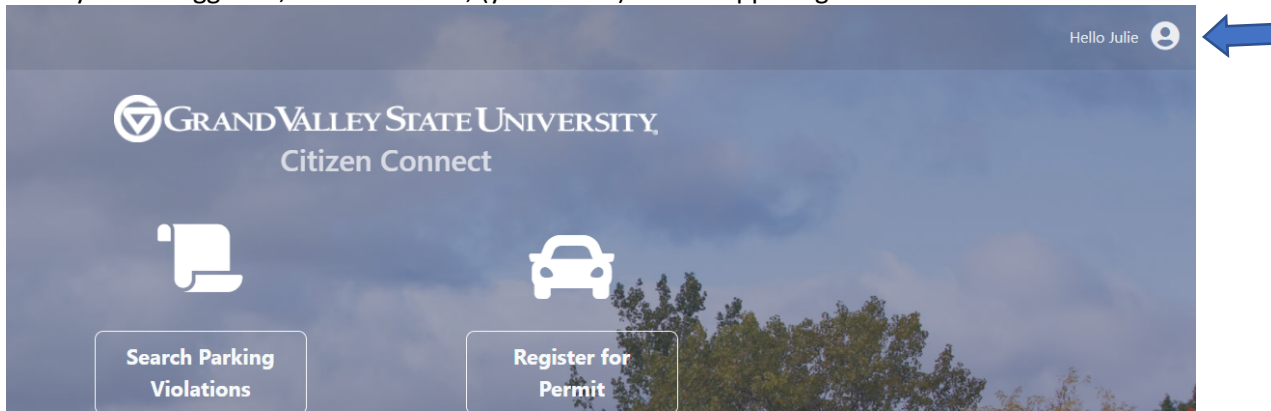 Hello Julie
GRAND VALLEY STATE UNIVERSITY
Citizen Connect
Search Parking
Violations
Register for
Permit